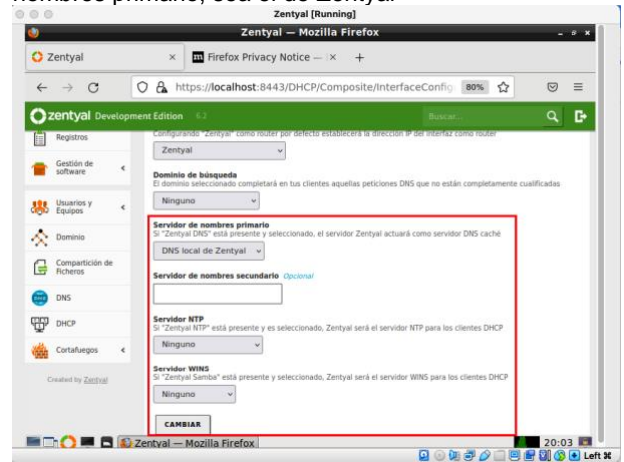 nombres primario, sea el de Zentyal
Zentyal [Running]
Zentyal — Mozilla Firefox
Zentyal
Firefox Privacy Notice —
https://localhost:8443/DHCP/Composite/InterfaceConfig
80%
zentyal Development Edition 6.2
Buscar...
Registros
Gestión de
software
Usuarios y
Equipos
Dominio
Compartición de
Ficheros
DNS
DHCP
Cortafuegos
Created by Zentyal
Configurando "Zentyal" como router por defecto establecerá la dirección IP del interfaz como router
Zentyal
Dominio de búsqueda
El dominio seleccionado completará en tus clientes aquellas peticiones DNS que no están completamente cualificadas
Ninguno
Servidor de nombres primario
Si "Zentyal DNS" está presente y seleccionado, el servidor Zentyal actuará como servidor DNS caché
DNS local de Zentyal
Servidor de nombres secundario Opcional
Servidor NTP
Si "Zentyal NTP" está presente y es seleccionado, Zentyal será el servidor NTP para los clientes DHCP
Ninguno
Servidor WINS
Si "Zentyal Samba" está presente y seleccionado, Zentyal será el servidor WINS para los clientes DHCP
Ninguno
CAMBIAR
Zentyal — Mozilla Firefox
20:03
Left ⌘